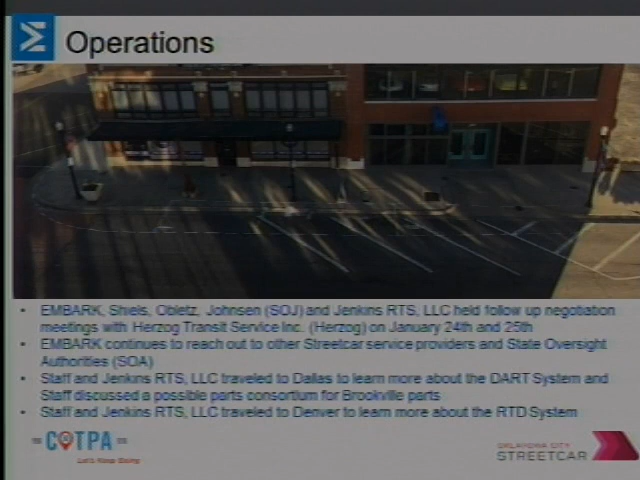 Operations
• EMBARK, Shiels, Obletz, Johnsen (SOJ) and Jenkins RTS, LLC held follow up negotiation
meetings with Herzog Transit Service Inc. (Herzog) on January 24th and 25th
• EMBARK continues to reach out to other Streetcar service providers and State Oversight
Authorities (SOA)
• Staff and Jenkins RTS, LLC traveled to Dallas to learn more about the DART System and
Staff discussed a possible parts consortium for Brookville parts
• Staff and Jenkins RTS, LLC traveled to Denver to learn more about the RTD System
COTPA
Let's Keep Going
OKLAHOMA CITY
STREETCAR